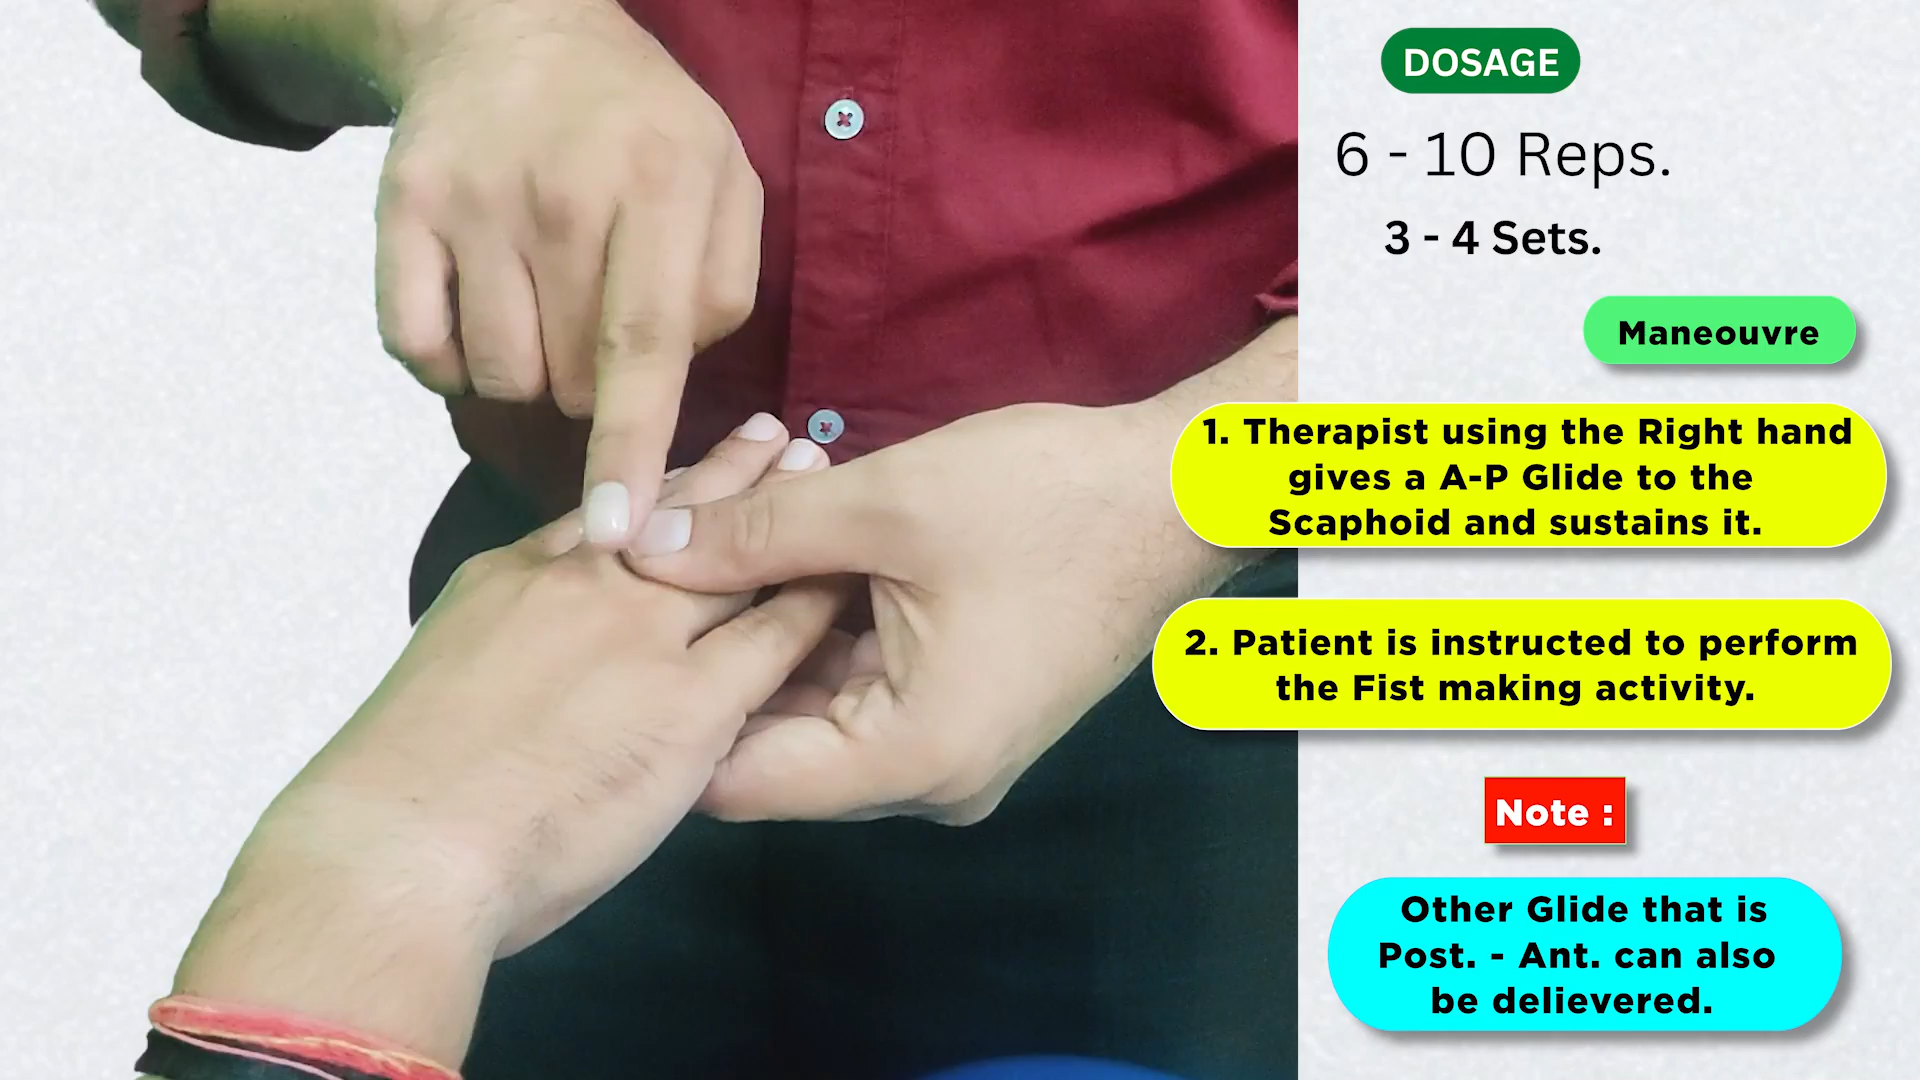 DOSAGE
6 - 10 Reps.
3 - 4 Sets.
Maneouvre
1. Therapist using the Right hand
gives a A-P Glide to the
Scaphoid and sustains it.
2. Patient is instructed to perform
the Fist making activity.
Note :
Other Glide that is
Post. - Ant. can also
be delievered.